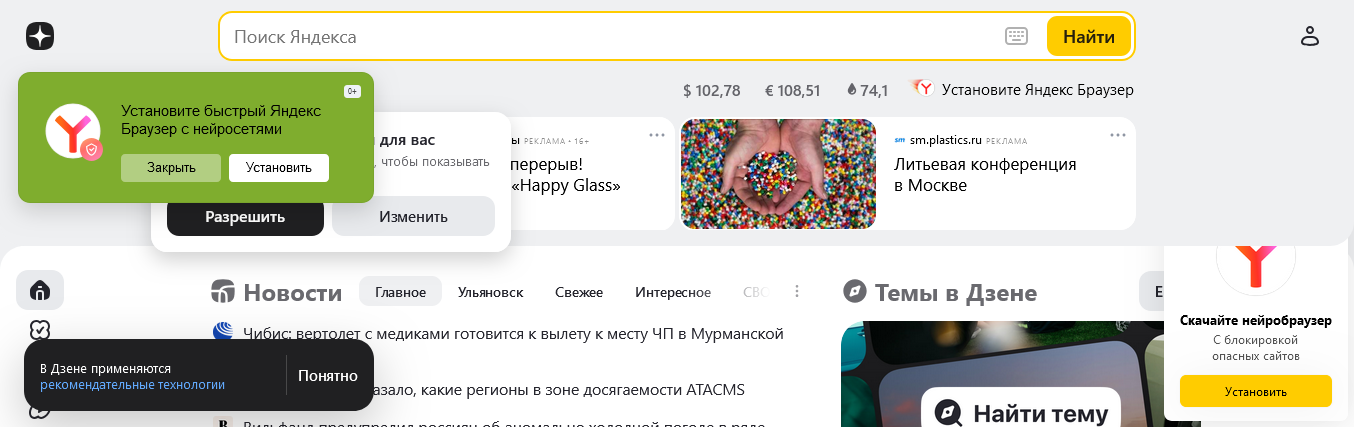 Поиск Яндекса
Найти
$ 102,78
€ 108,51
74,1
Установите Яндекс Браузер
0+
Установите быстрый Яндекс
Браузер с нейросетями
Закрыть
Установить
для вас
, чтобы показывать
Разрешить
Изменить
РЕКЛАМА • 16+
перерыв!
«Happy Glass»
sm.plastics.ru РЕКЛАМА
Литьевая конференция
в Москве
Новости
Главное
Ульяновск
Свежее
Интересное
СВО
Чибис: вертолет с медиками готовится к вылету к месту ЧП в Мурманской
азало, какие регионы в зоне досягаемости ATACMS
Вильфанд предупредил россиян об аномально холодной погоде в ряде
В Дзене применяются
рекомендательные технологии
Понятно
Темы в Дзене
Найти тему
Скачайте нейробраузер
С блокировкой
опасных сайтов
Установить